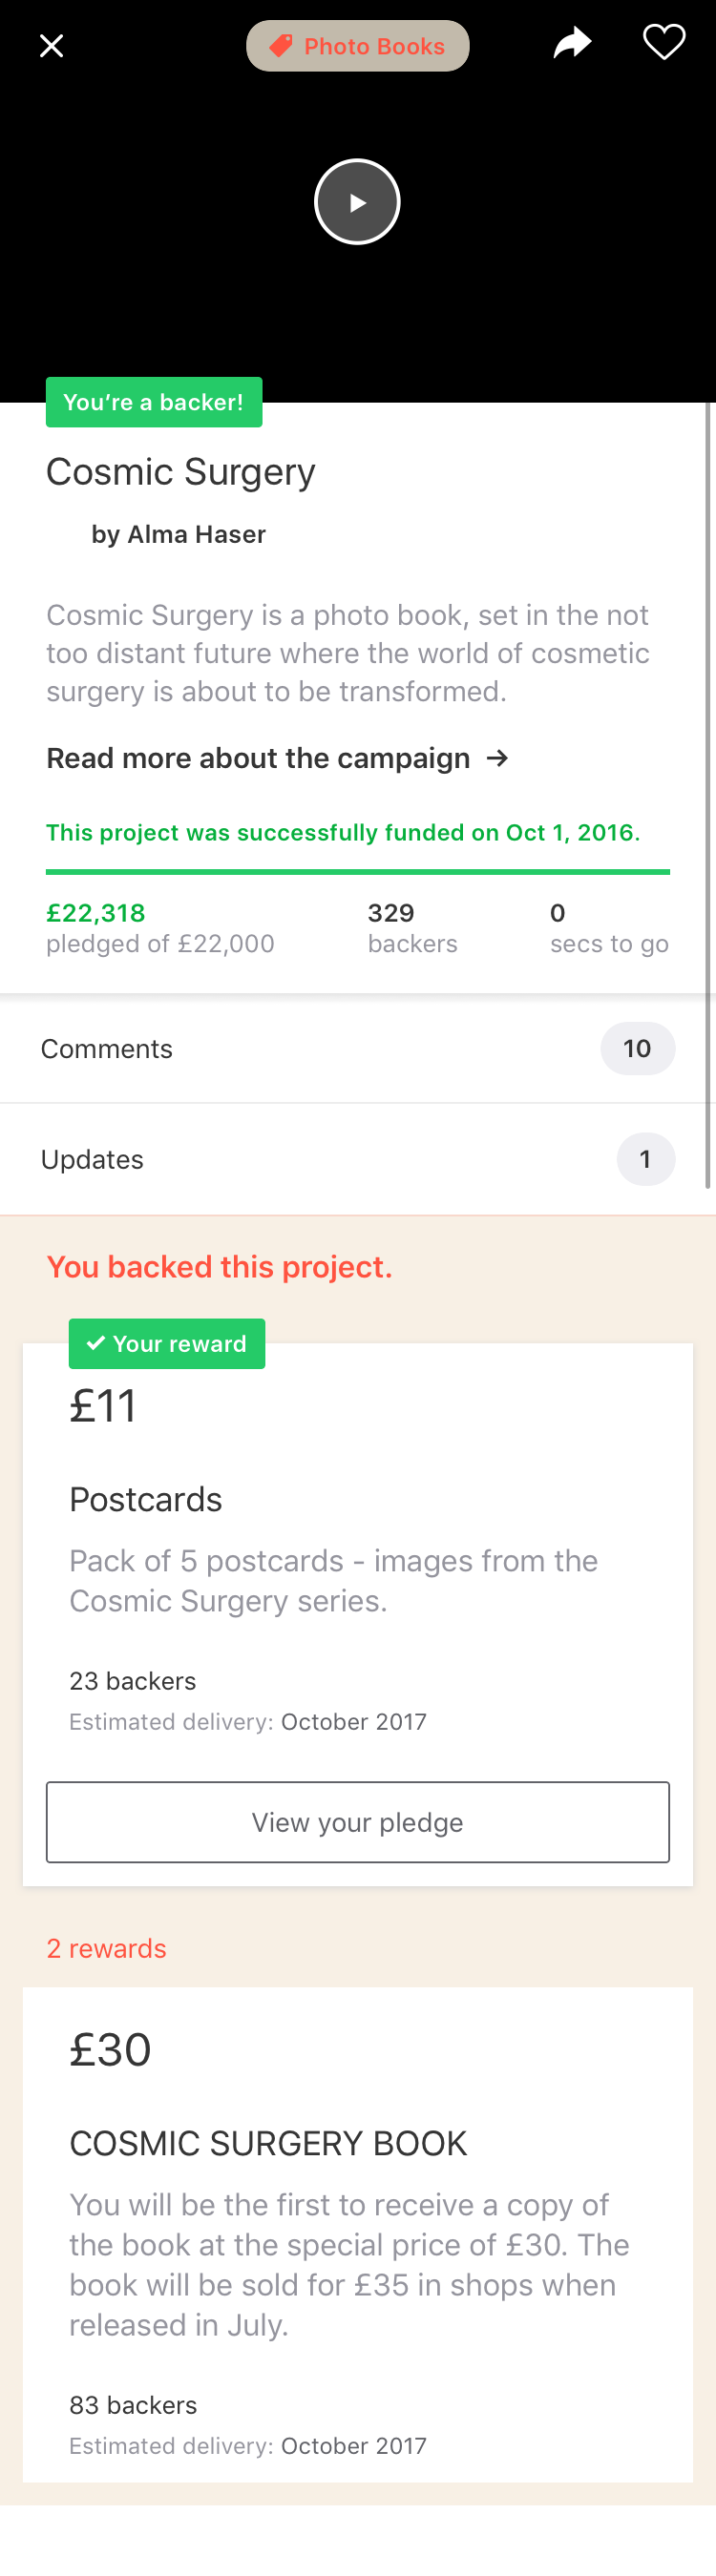 Photo Books
You’re a backer!
Cosmic Surgery
by Alma Haser
Cosmic Surgery is a photo book, set in the not
too distant future where the world of cosmetic
surgery is about to be transformed.
Read more about the campaign →
This project was successfully funded on Oct 1, 2016.
£22,318 329 0
pledged of £22,000 backers secs to go
Comments 10
Updates 1
You backed this project.
✓ Your reward
£11
Postcards
Pack of 5 postcards - images from the
Cosmic Surgery series.
23 backers
Estimated delivery: October 2017
View your pledge
2 rewards
£30
COSMIC SURGERY BOOK
You will be the first to receive a copy of
the book at the special price of £30. The
book will be sold for £35 in shops when
released in July.
83 backers
Estimated delivery: October 2017